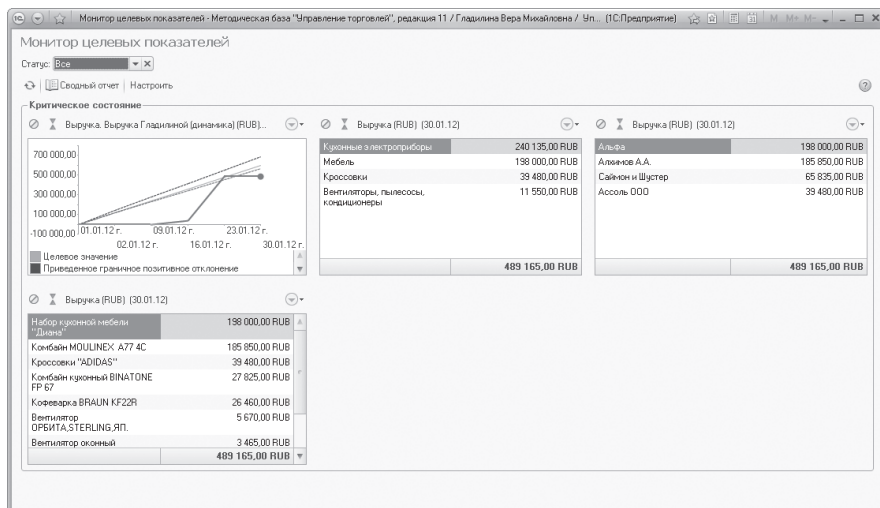 Монитор целевых показателей - Методическая база "Управление торговлей", редакция 11 / Гладилина Вера Михайловна / Уп... (1С:Предприятие)
M M+ M-
Монитор целевых показателей
Статус: Все
Сводный отчет Настроить
Критическое состояние
Выручка. Выручка Гладилиной (динамика) (RUB)...
700 000,00
500 000,00
300 000,00
100 000,00
-100 000,00
01.01.12 г. 09.01.12 г. 23.01.12 г.
02.01.12 г. 16.01.12 г. 30.01.12 г.
Целевое значение
Приведенное граничное позитивное отклонение
Выручка (RUB) (30.01.12)
Кухонные электроприборы 240 135,00 RUB
Мебель 198 000,00 RUB
Кроссовки 39 480,00 RUB
Вентиляторы, пылесосы, 11 550,00 RUB
кондиционеры
489 165,00 RUB
Выручка (RUB) (30.01.12)
Альфа 198 000,00 RUB
Алхимов А.А. 185 850,00 RUB
Саймон и Шустер 65 835,00 RUB
Ассоль ООО 39 480,00 RUB
489 165,00 RUB
Выручка (RUB) (30.01.12)
Набор кухонной мебели 198 000,00 RUB
"Диана"
Комбайн MOULINEX A77 4C 185 850,00 RUB
Кроссовки "ADIDAS" 39 480,00 RUB
Комбайн кухонный BINATONE 27 825,00 RUB
FP 67
Кофеварка BRAUN KF22R 26 460,00 RUB
Вентилятор 5 670,00 RUB
ОРБИТА,STERLING,ЯП.
Вентилятор оконный 3 465,00 RUB
489 165,00 RUB